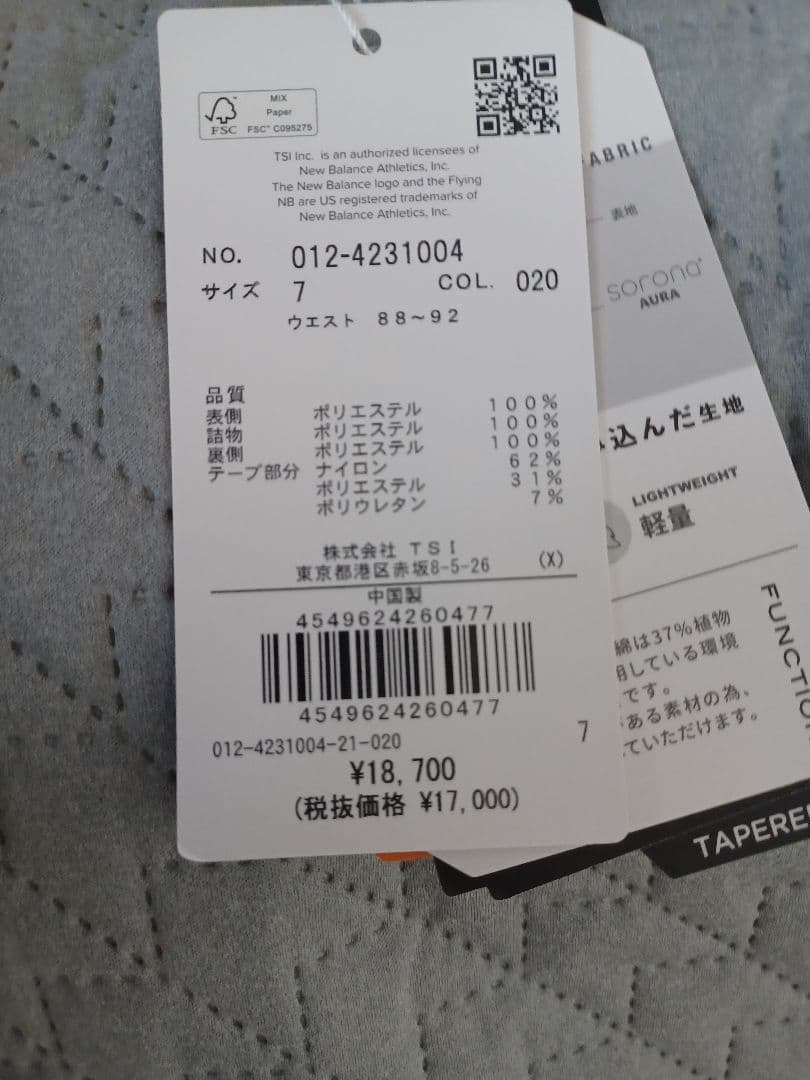 MIX
Paper
FSC™ C095275
FSC
TSI Inc. is an authorized licensees of
New Balance Athletics, Inc.
The New Balance logo and the Flying
NB are US registered trademarks of
New Balance Athletics, Inc.
NO. 012-4231004
サイズ 7 COL. 020
ウエスト 88~92
品質
表側 ポリエステル 100%
詰物 ポリエステル 100%
裏側 ポリエステル 100%
テープ部分 ナイロン 62%
ポリエステル 31%
ポリウレタン 7%
株式会社 TSI
東京都港区赤坂8-5-26 (X)
中国製
4549624260477
4549624260477
012-4231004-21-020 7
¥18,700
(税抜価格 ¥17,000)
表地
sorona
AURA
込んだ生地
LIGHTWEIGHT
軽量
綿は37%植物
用している環境
です。
ある素材の為、
ていただけます。